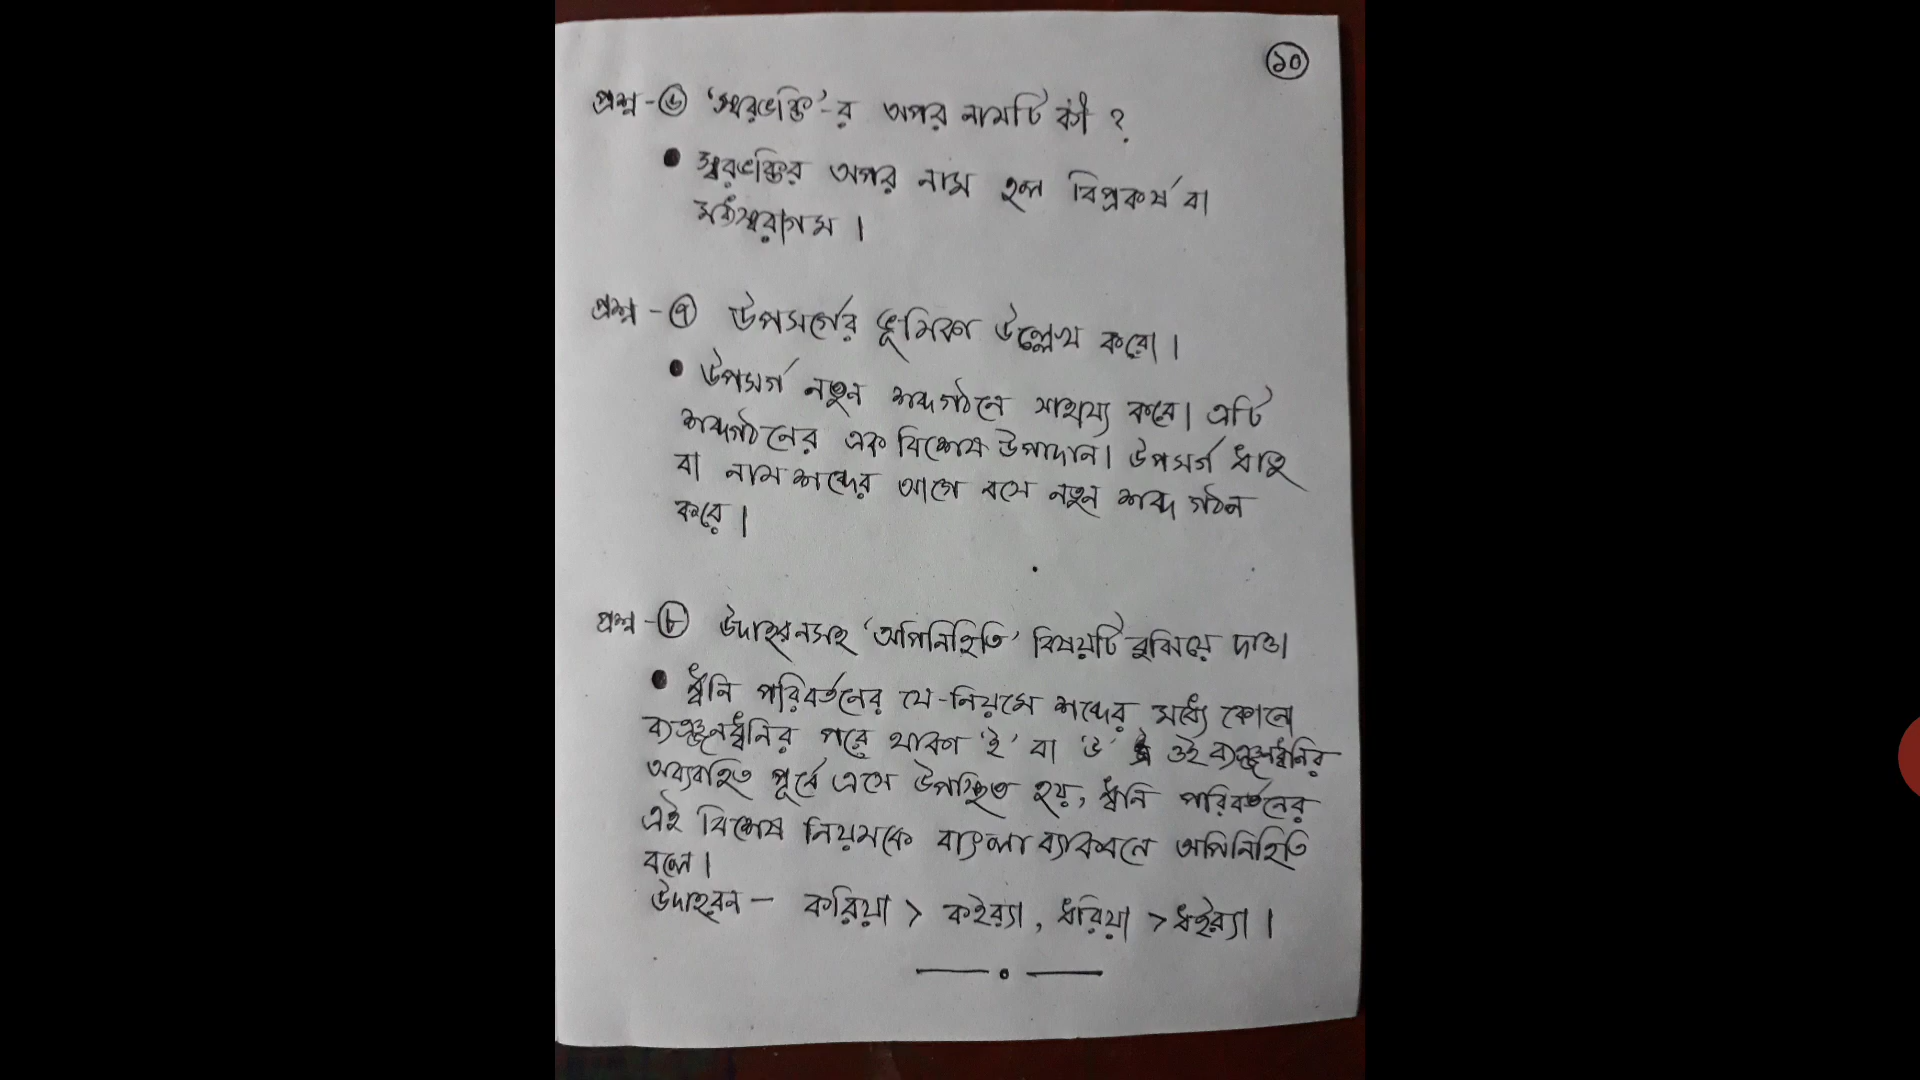 ১০
প্রশ্ন - ৬ 'স্বরভক্তি'-র অপর নামটি কী ?
• স্বরভক্তির অপর নাম হল বিপ্রকর্ষ বা
মধ্যস্বরাগম ।
প্রশ্ন - ৭ উপসর্গের ভূমিকা উল্লেখ করো ।
• উপসর্গ নতুন শব্দগঠনে সাহায্য করে। এটি
শব্দগঠনের এক বিশেষ উপাদান। উপসর্গ ধাতু
বা নামশব্দের আগে বসে নতুন শব্দ গঠন
করে ।
প্রশ্ন - ৮ উদাহরনসহ 'অপিনিহিতি' বিষয়টি বুঝিয়ে দাও।
• ধ্বনি পরিবর্তনের যে-নিয়মে শব্দের মধ্যে কোনো
ব্যঞ্জনধ্বনির পরে থাকা 'ই' বা 'উ' ওই ব্যঞ্জনধ্বনির
অব্যবহিত পূর্বে এসে উপস্থিত হয়, ধ্বনি পরিবর্তনের
এই বিশেষ নিয়মকে বাংলা ব্যাকরনে অপিনিহিতি
বলে ।
উদাহরন — করিয়া > কইর‍্যা, ধরিয়া > ধইর‍্যা ।